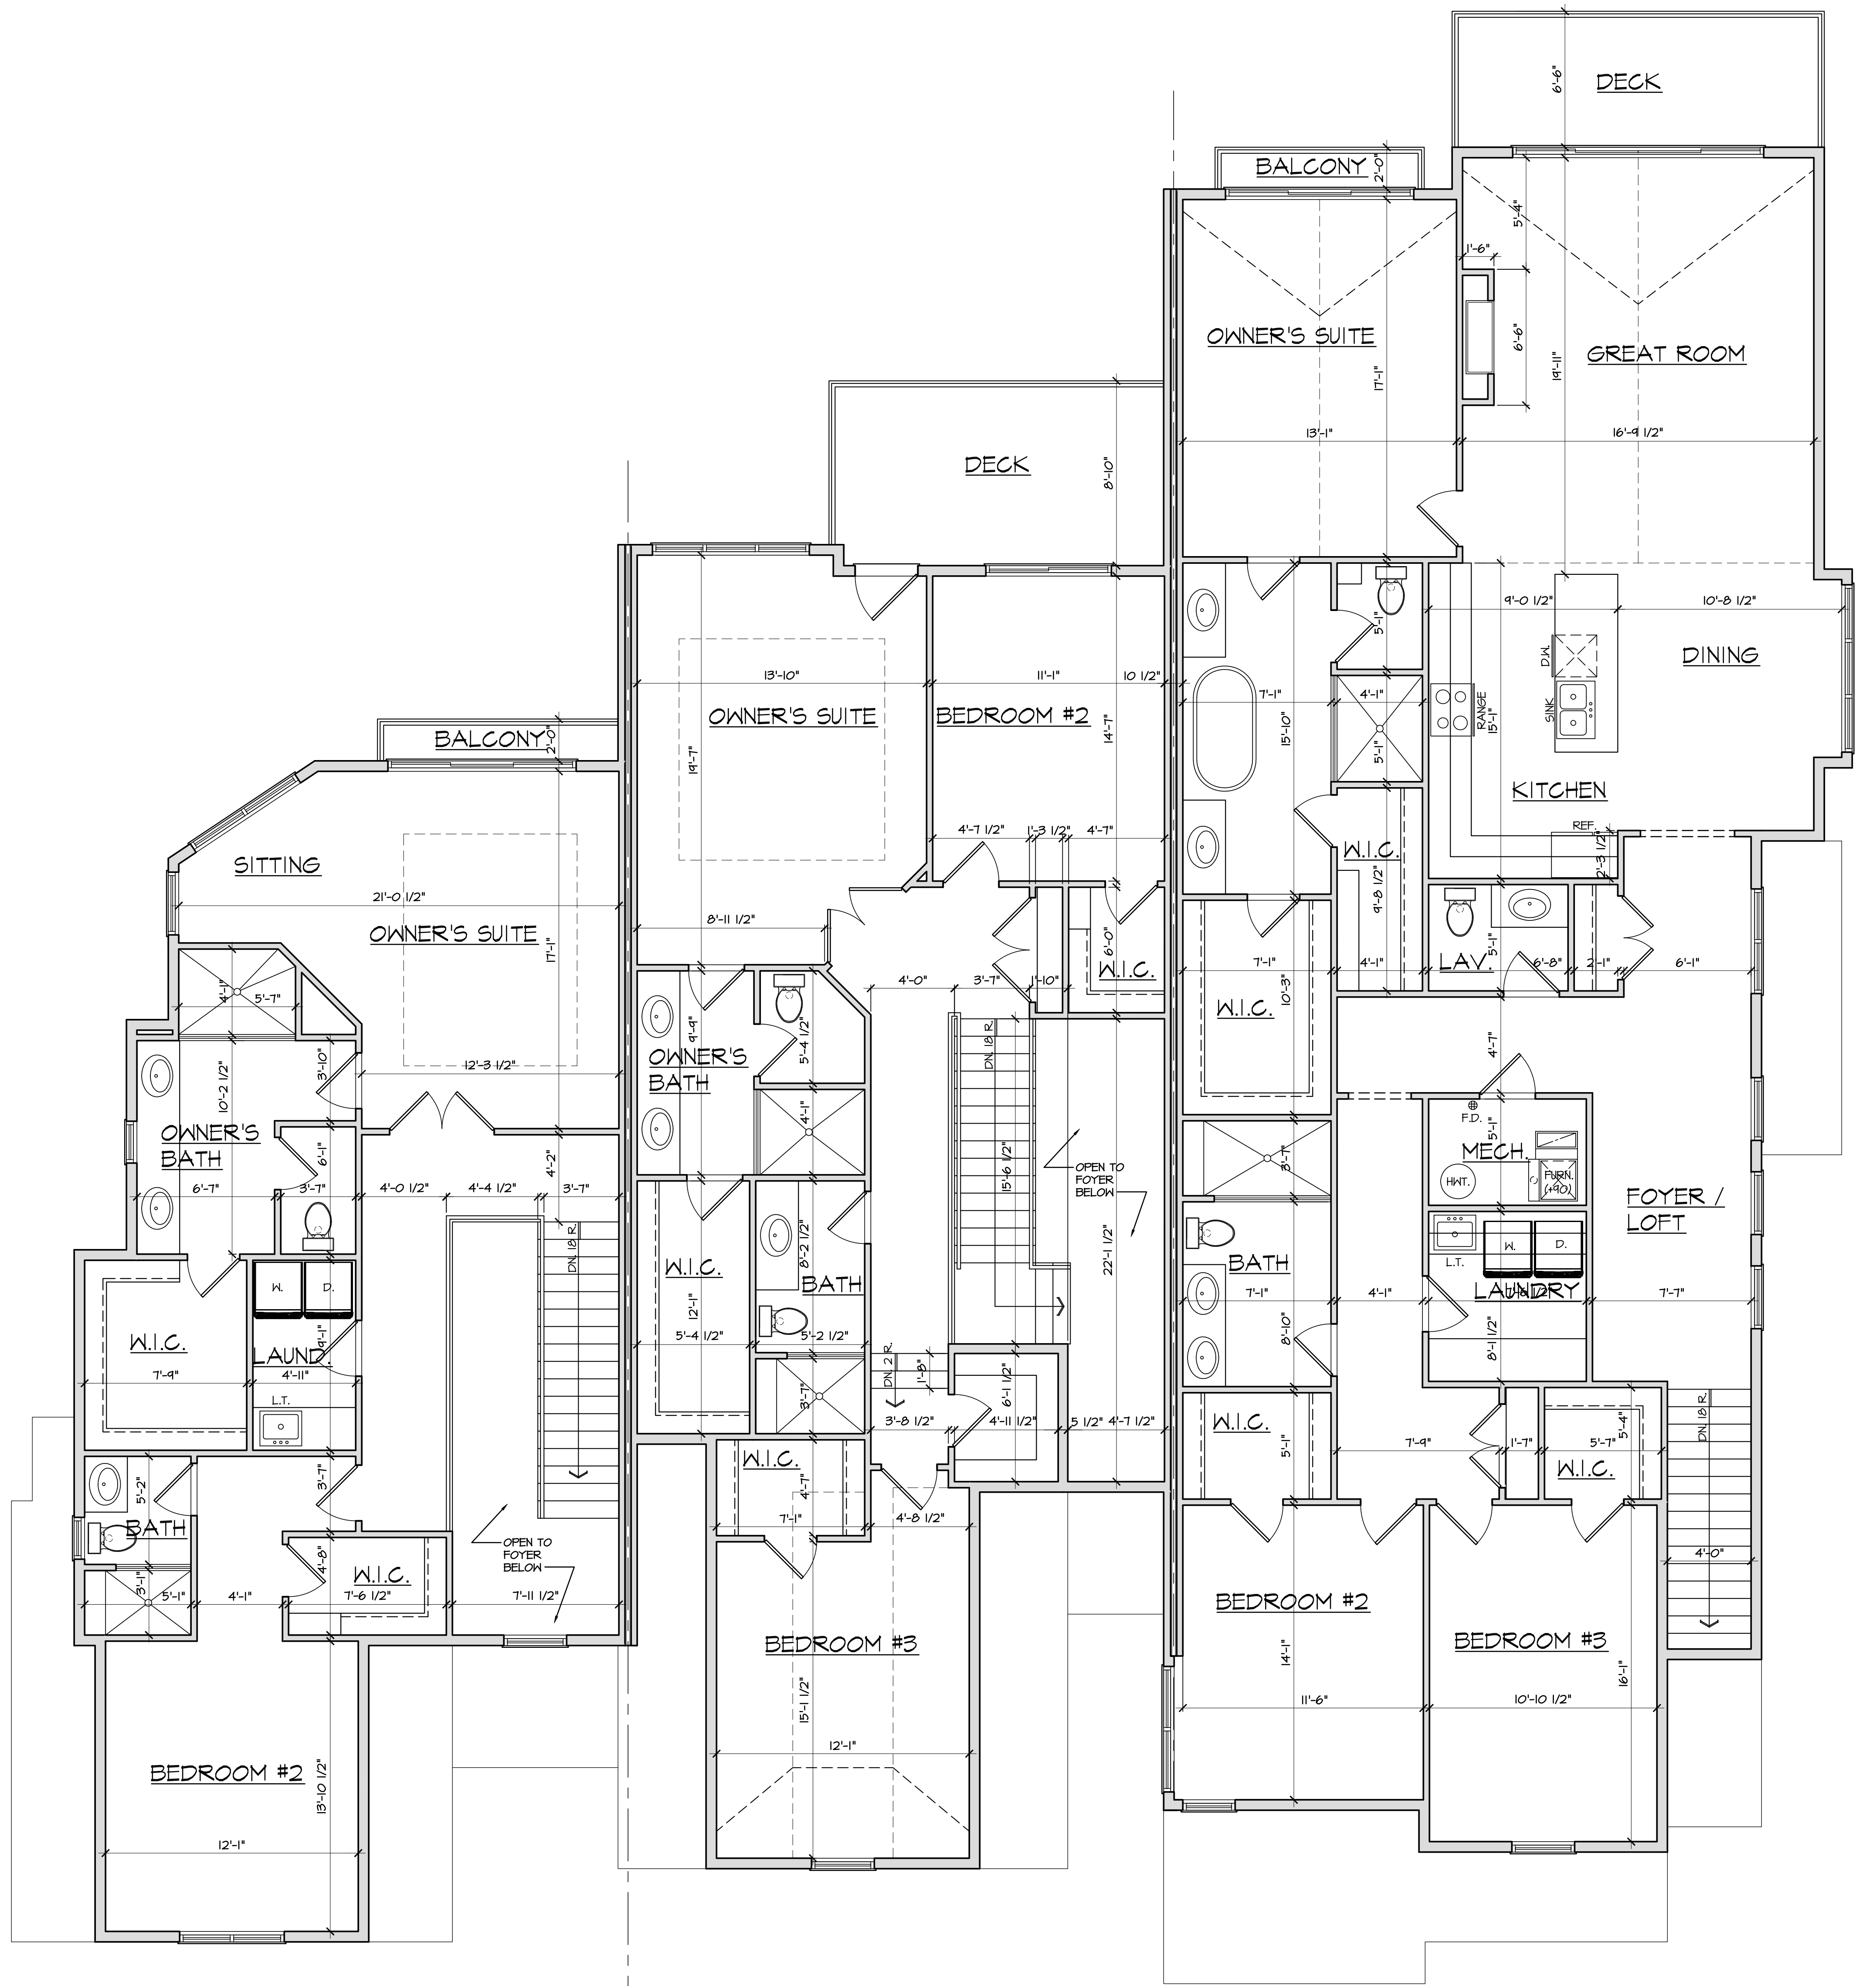 DECK
6'-6"
BALCONY
2'-0"
5'-4"
1'-6"
OWNER'S SUITE
6'-6"
19'-11"
GREAT ROOM
17'-1"
13'-1"
16'-9 1/2"
DECK
8'-10"
9'-0 1/2"
10'-8 1/2"
5'-1"
D.W.
DINING
13'-10"
11'-1"
10 1/2"
7'-1"
4'-1"
RANGE
SINK
OWNER'S SUITE
BEDROOM #2
14'-7"
15'-10"
5'-1"
15'-1"
BALCONY
2'-0"
19'-7"
KITCHEN
REF.
4'-7 1/2"
1'-3 1/2"
4'-7"
W.I.C.
2'-3 1/2"
SITTING
21'-0 1/2"
9'-8 1/2"
OWNER'S SUITE
17'-1"
8'-11 1/2"
6'-0"
W.I.C.
7'-1"
4'-1"
LAV.
5'-1"
6'-8"
2'-1"
6'-1"
4'-1"
5'-7"
4'-0"
3'-7"
1'-10"
10'-3"
W.I.C.
9'-9"
5'-4 1/2"
DN. 18 R.
OWNER'S
BATH
12'-3 1/2"
3'-10"
10'-2 1/2"
4'-7"
F.D.
5'-1"
4'-1"
OWNER'S
BATH
6'-1"
4'-2"
MECH.
3'-7"
OPEN TO
FOYER
BELOW
15'-6 1/2"
HWT.
FURN.
(+90)
6'-7"
3'-7"
4'-0 1/2"
4'-4 1/2"
3'-7"
FOYER /
LOFT
DN. 18 R.
8'-2 1/2"
22'-1 1/2"
W.I.C.
BATH
BATH
W.
D.
L.T.
LAUNDRY
W.
D.
12'-1"
7'-1"
4'-1"
7'-7"
W.I.C.
9'-1"
LAUND.
5'-4 1/2"
5'-2 1/2"
8'-10"
8'-1 1/2"
7'-9"
4'-11"
DN. 2 R.
1'-8"
L.T.
3'-7"
6'-1 1/2"
3'-8 1/2"
4'-11 1/2"
5 1/2"
4'-7 1/2"
W.I.C.
5'-1"
7'-9"
1'-7"
5'-7"
5'-4"
DN. 18 R.
W.I.C.
W.I.C.
5'-2"
3'-7"
4'-7"
BATH
7'-1"
4'-8 1/2"
OPEN TO
FOYER
BELOW
4'-8"
W.I.C.
4'-0"
3'-1"
5'-1"
4'-1"
7'-6 1/2"
7'-11 1/2"
BEDROOM #2
BEDROOM #3
BEDROOM #3
14'-1"
16'-1"
15'-1 1/2"
11'-6"
10'-10 1/2"
12'-1"
BEDROOM #2
13'-10 1/2"
12'-1"